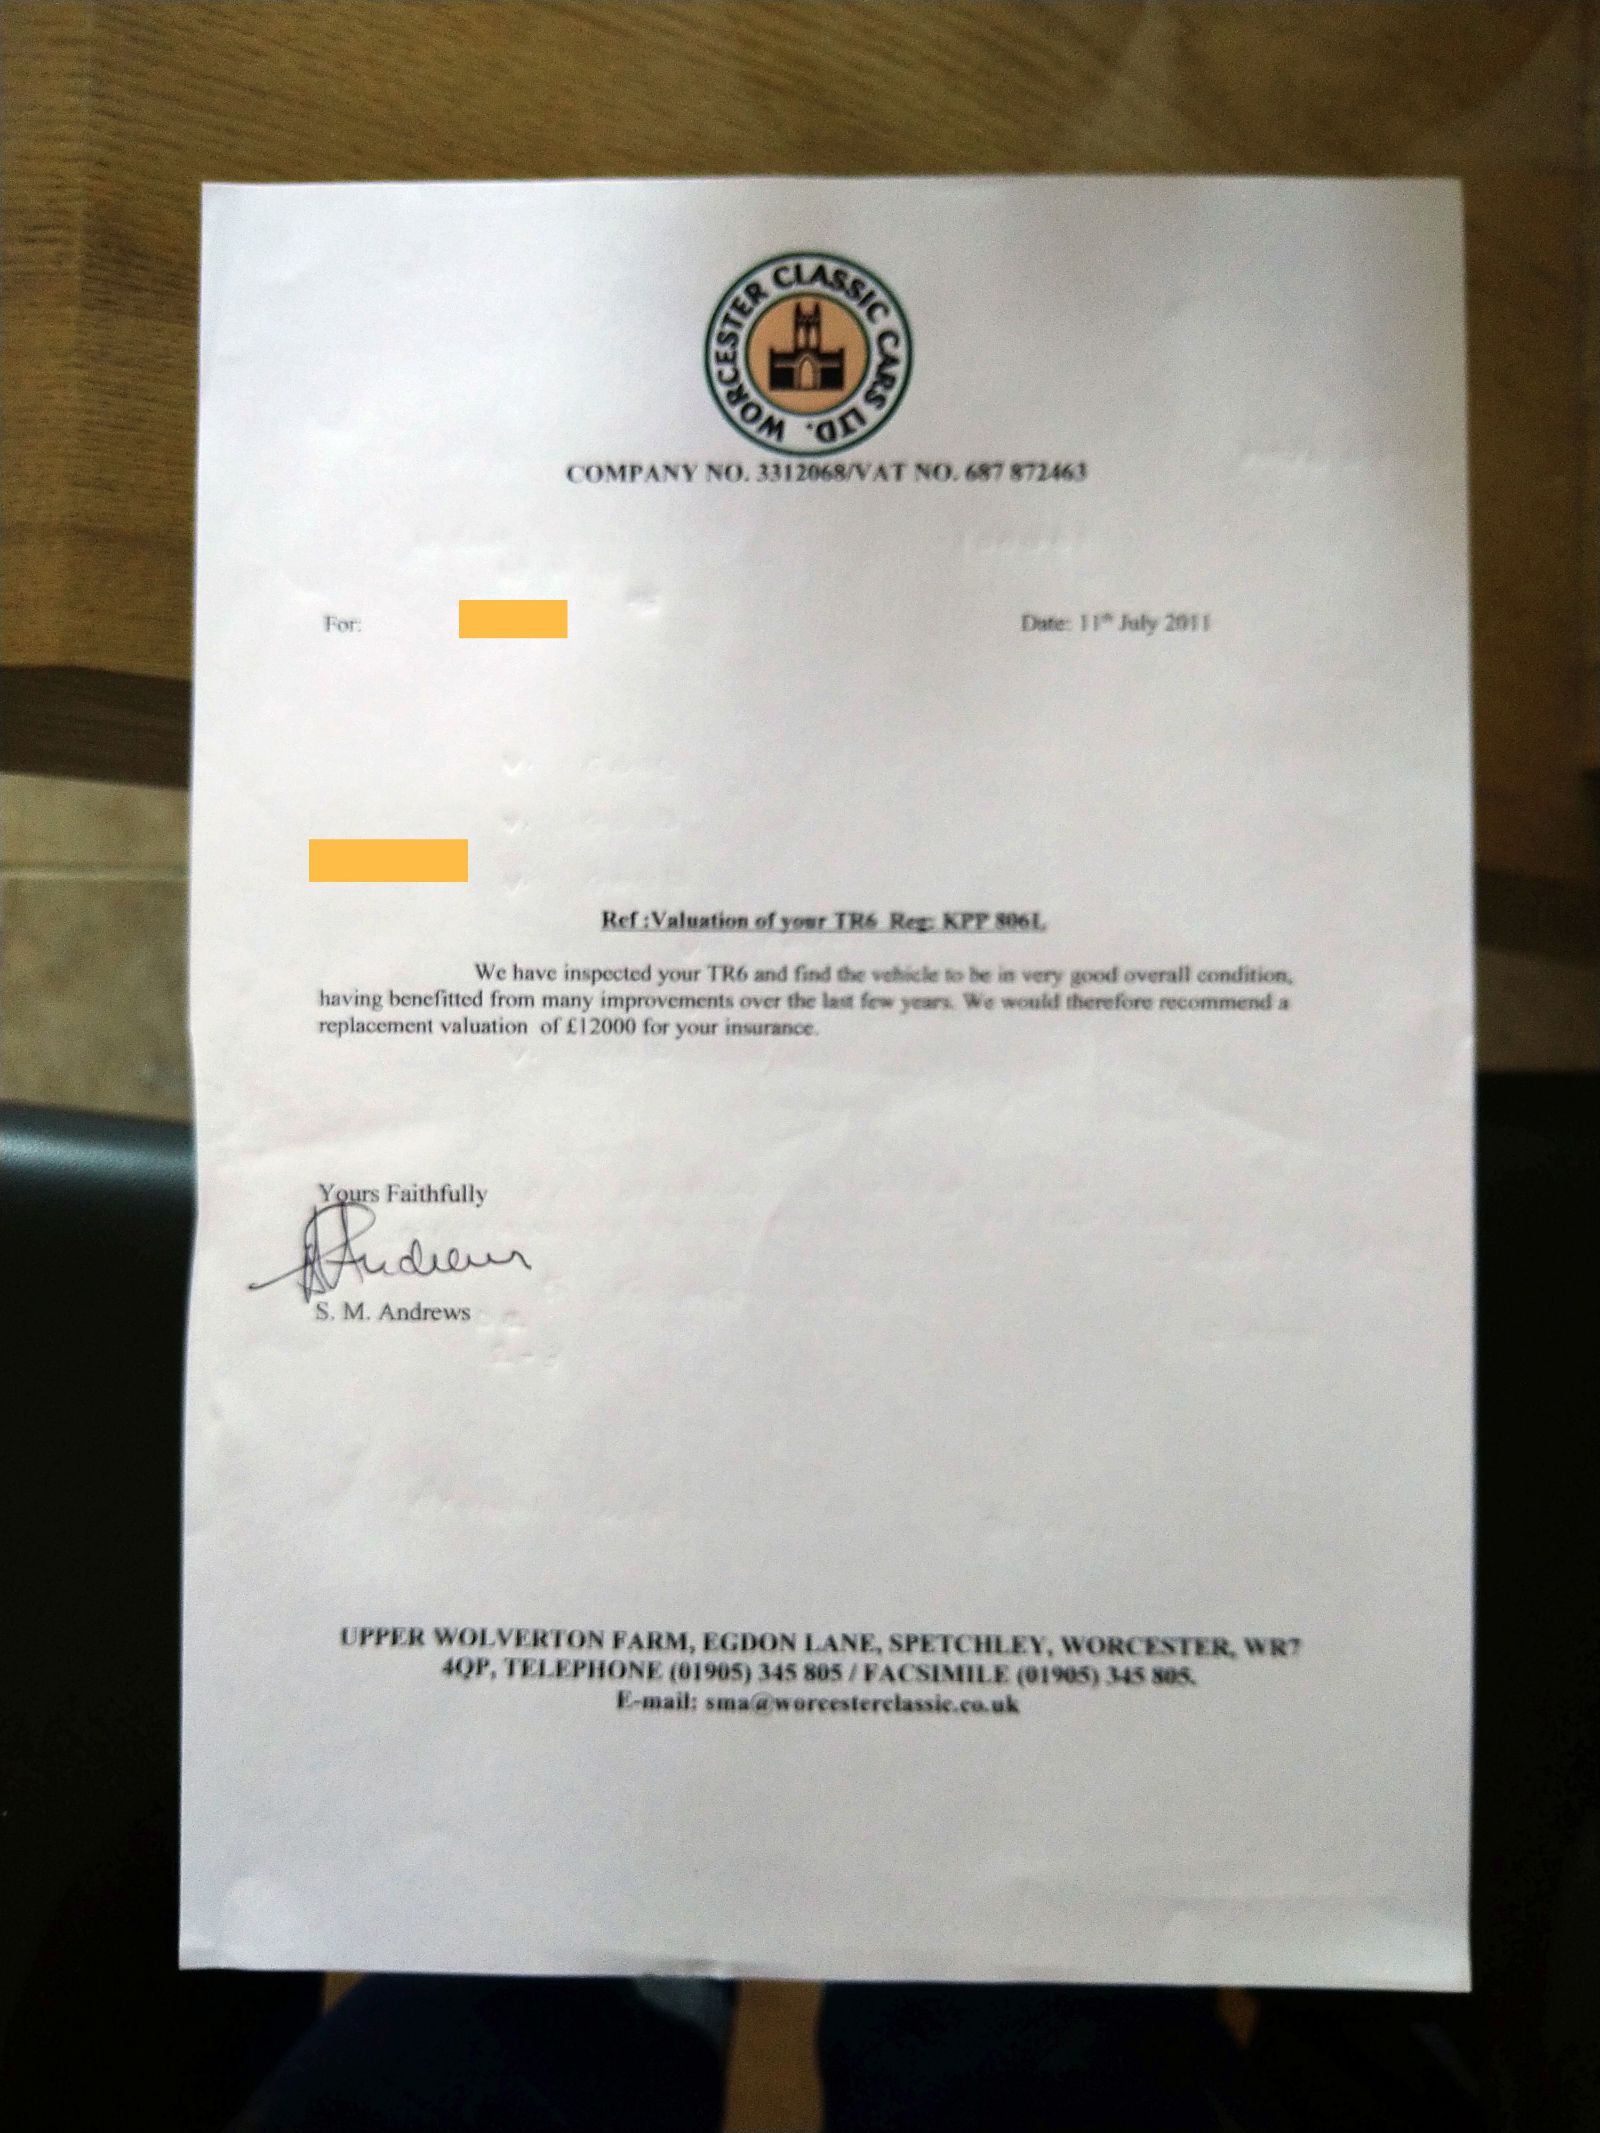 WORCESTER CLASSIC CARS LTD.
COMPANY NO. 3312068/VAT NO. 687 872463
For:
Date: 11th July 2011
Ref :Valuation of your TR6 Reg: KPP 806L
We have inspected your TR6 and find the vehicle to be in very good overall condition,
having benefitted from many improvements over the last few years. We would therefore recommend a
replacement valuation of £12000 for your insurance.
Yours Faithfully
S Andrews
S. M. Andrews
UPPER WOLVERTON FARM, EGDON LANE, SPETCHLEY, WORCESTER, WR7
4QP, TELEPHONE (01905) 345 805 / FACSIMILE (01905) 345 805.
E-mail: sma@worcesterclassic.co.uk